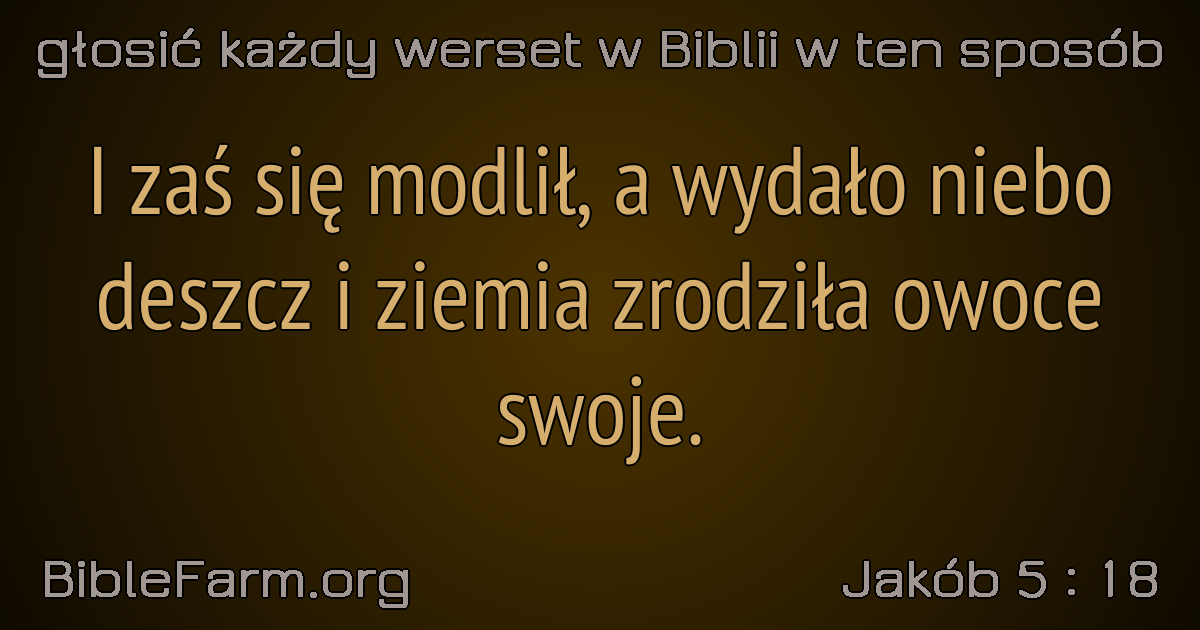 głosić każdy werset w Biblii w ten sposób
I zaś się modlił, a wydało niebo
deszcz i ziemia zrodziła owoce
swoje.
BibleFarm.org
Jakób 5 : 18